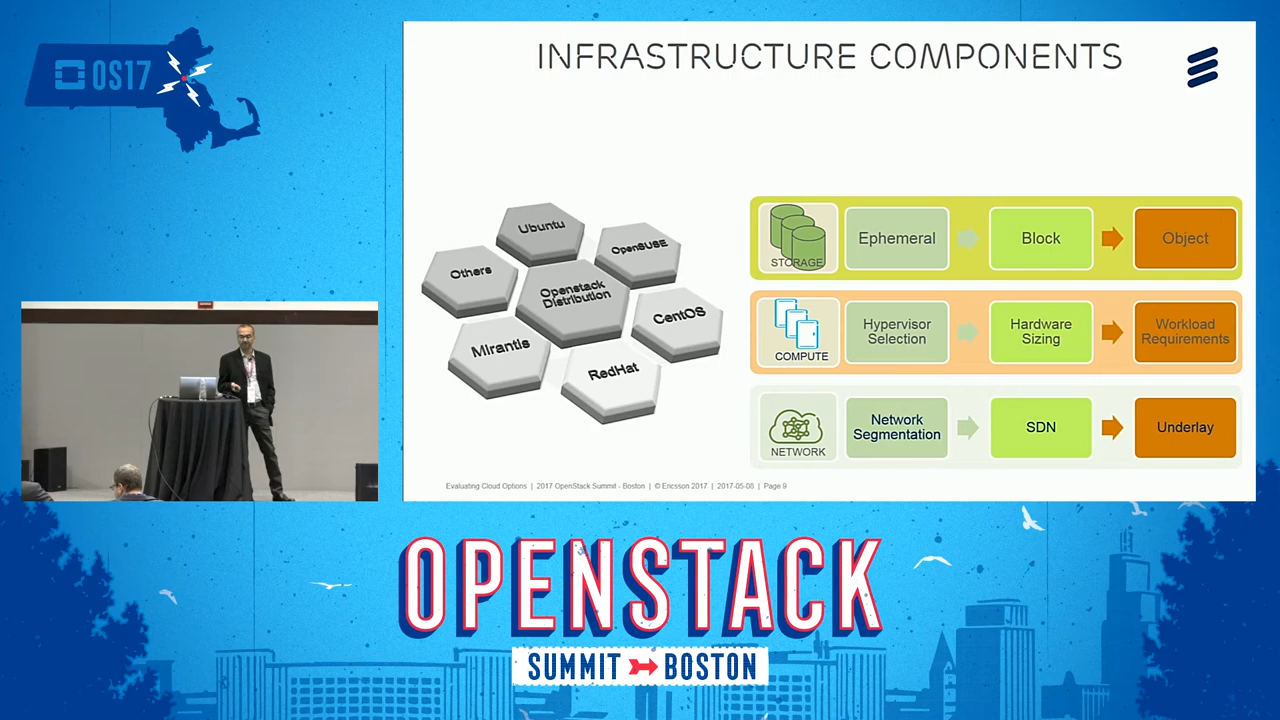 OS17
INFRASTRUCTURE COMPONENTS
Ubuntu
OpenSUSE
Others
Openstack
Distribution
CentOS
Mirantis
RedHat
STORAGE
Ephemeral
Block
Object
COMPUTE
Hypervisor
Selection
Hardware
Sizing
Workload
Requirements
NETWORK
Network
Segmentation
SDN
Underlay
Evaluating Cloud Options | 2017 OpenStack Summit - Boston | © Ericsson 2017 | 2017-05-08 | Page 9
OPENSTACK
SUMMIT BOSTON